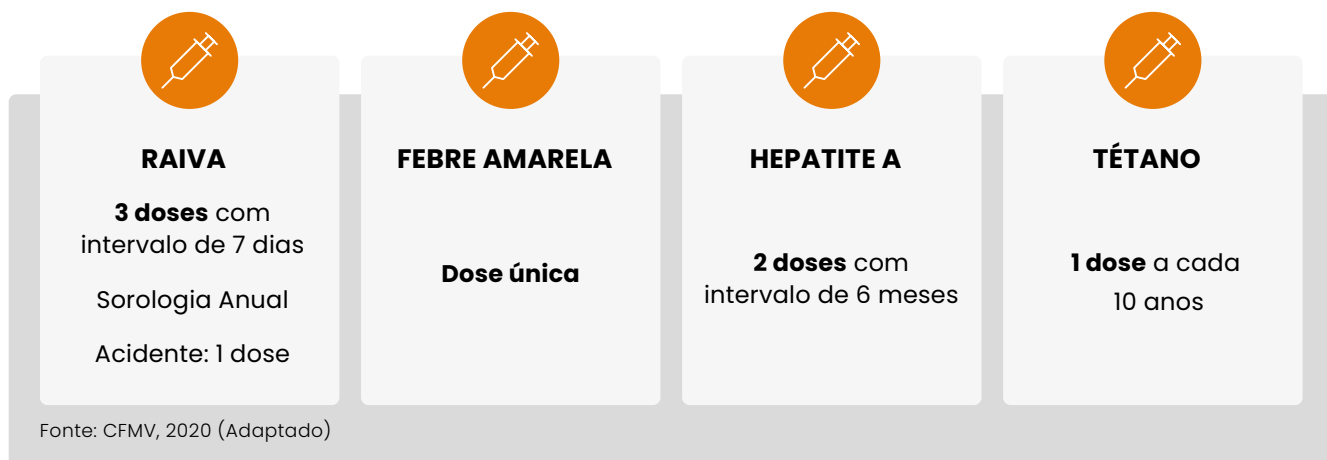 RAIVA
3 doses com
intervalo de 7 dias
Sorologia Anual
Acidente: 1 dose
FEBRE AMARELA
Dose única
HEPATITE A
2 doses com
intervalo de 6 meses
TÉTANO
1 dose a cada
10 anos
Fonte: CFMV, 2020 (Adaptado)